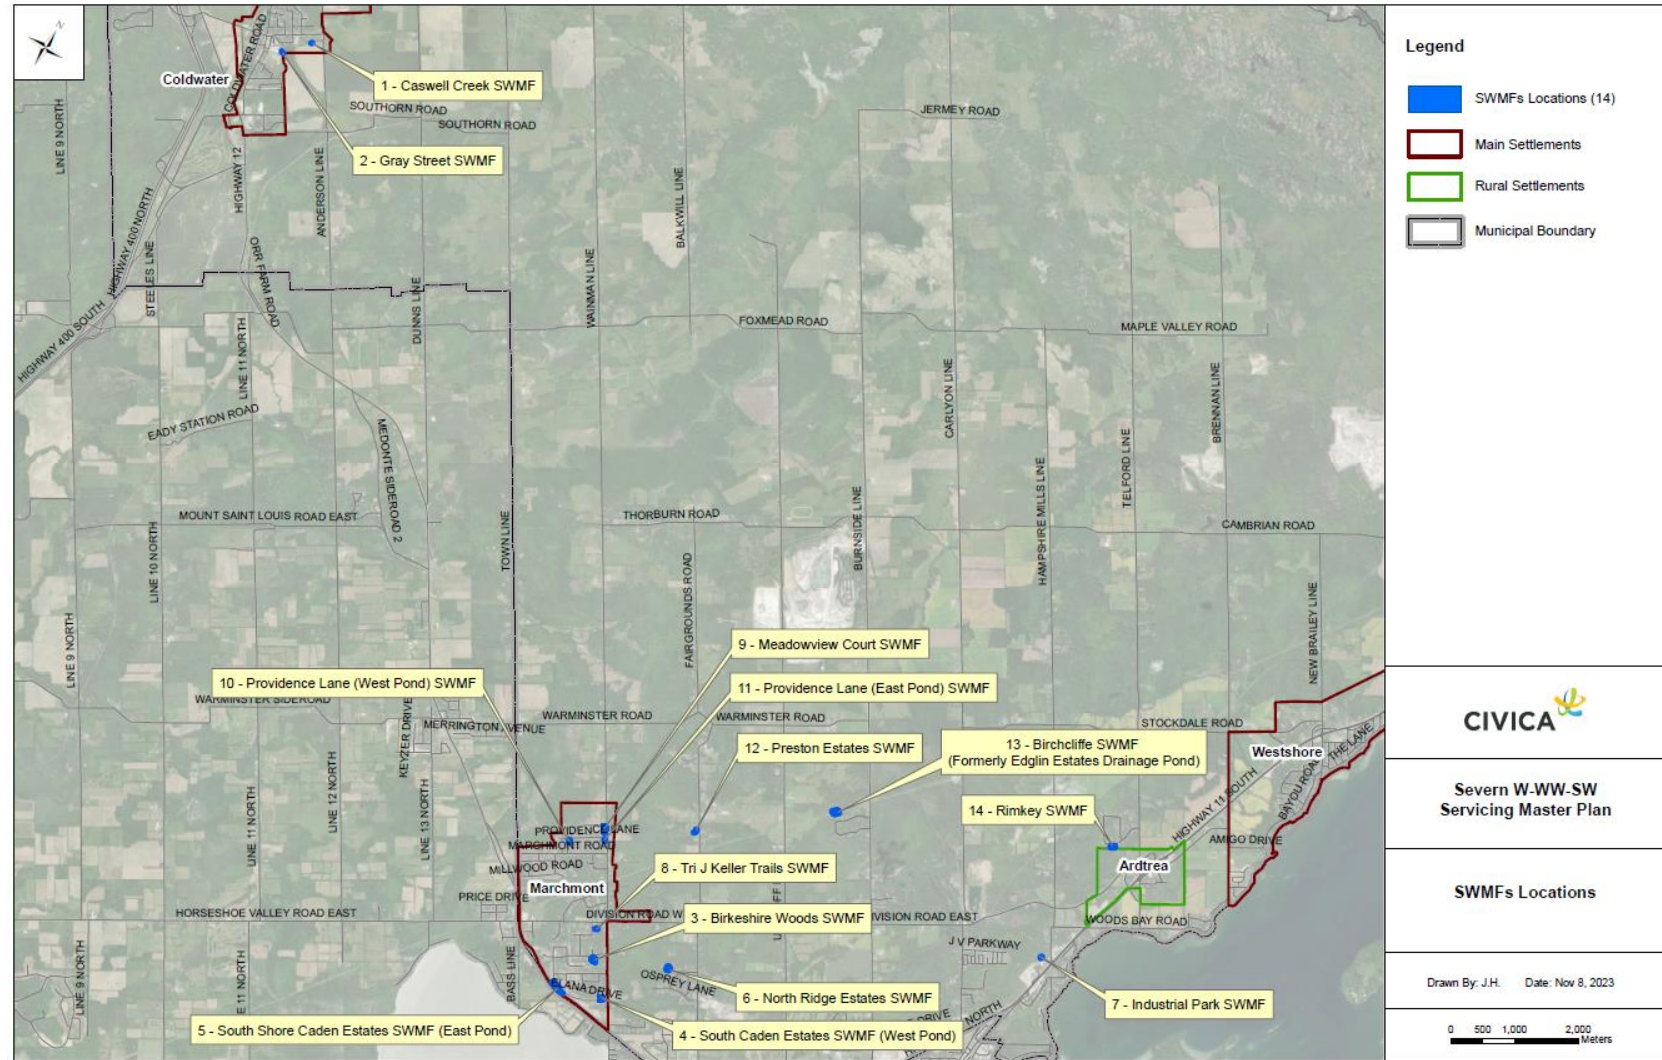 N
Coldwater
COLDWATER ROAD
1 - Caswell Creek SWMF
SOUTHORN ROAD
SOUTHORN ROAD
2 - Gray Street SWMF
JERMEY ROAD
LINE 9 NORTH
HIGHWAY 12
ANDERSON LINE
BALKWILL LINE
HIGHWAY 400 NORTH
STEELES LINE
ORR FARM ROAD
DUNNS LINE
WAINMAN LINE
HIGHWAY 400 SOUTH
FOXMEAD ROAD
MAPLE VALLEY ROAD
LINE 11 NORTH
CARLYON LINE
BRENNAN LINE
EADY STATION ROAD
MEDONTE SIDEROAD 2
TELFORD LINE
HAMPSHIRE MILLS LINE
BURNSIDE LINE
MOUNT SAINT LOUIS ROAD EAST
TOWN LINE
THORBURN ROAD
CAMBRIAN ROAD
LINE 10 NORTH
FAIRGROUNDS ROAD
NEW BRAILEY LINE
LINE 9 NORTH
9 - Meadowview Court SWMF
10 - Providence Lane (West Pond) SWMF
11 - Providence Lane (East Pond) SWMF
WARMINSTER SIDEROAD
KEYZER DRIVE
MERRINGTON AVENUE
WARMINSTER ROAD
WARMINSTER ROAD
STOCKDALE ROAD
12 - Preston Estates SWMF
13 - Birchcliffe SWMF
(Formerly Edglin Estates Drainage Pond)
Westshore
THE LANE
BAYOU ROAD
HIGHWAY 11 SOUTH
14 - Rimkey SWMF
LINE 11 NORTH
LINE 12 NORTH
LINE 13 NORTH
PROVIDENCE LANE
MARCHMONT ROAD
AMIGO DRIVE
MILLWOOD ROAD
8 - Tri J Keller Trails SWMF
Ardtrea
Marchmont
PRICE DRIVE
HORSESHOE VALLEY ROAD EAST
DIVISION ROAD W
3 - Birkeshire Woods SWMF
IVISION ROAD EAST
WOODS BAY ROAD
J V PARKWAY
LINE 9 NORTH
E 11 NORTH
BASS LINE
ELANA DRIVE
OSPREY LANE
6 - North Ridge Estates SWMF
7 - Industrial Park SWMF
5 - South Shore Caden Estates SWMF (East Pond)
4 - South Caden Estates SWMF (West Pond)
DRIVE
NORTH
Legend
SWMFs Locations (14)
Main Settlements
Rural Settlements
Municipal Boundary
CIVICA
Severn W-WW-SW
Servicing Master Plan
SWMFs Locations
Drawn By: J.H. Date: Nov 8, 2023
0 500 1,000 2,000
Meters